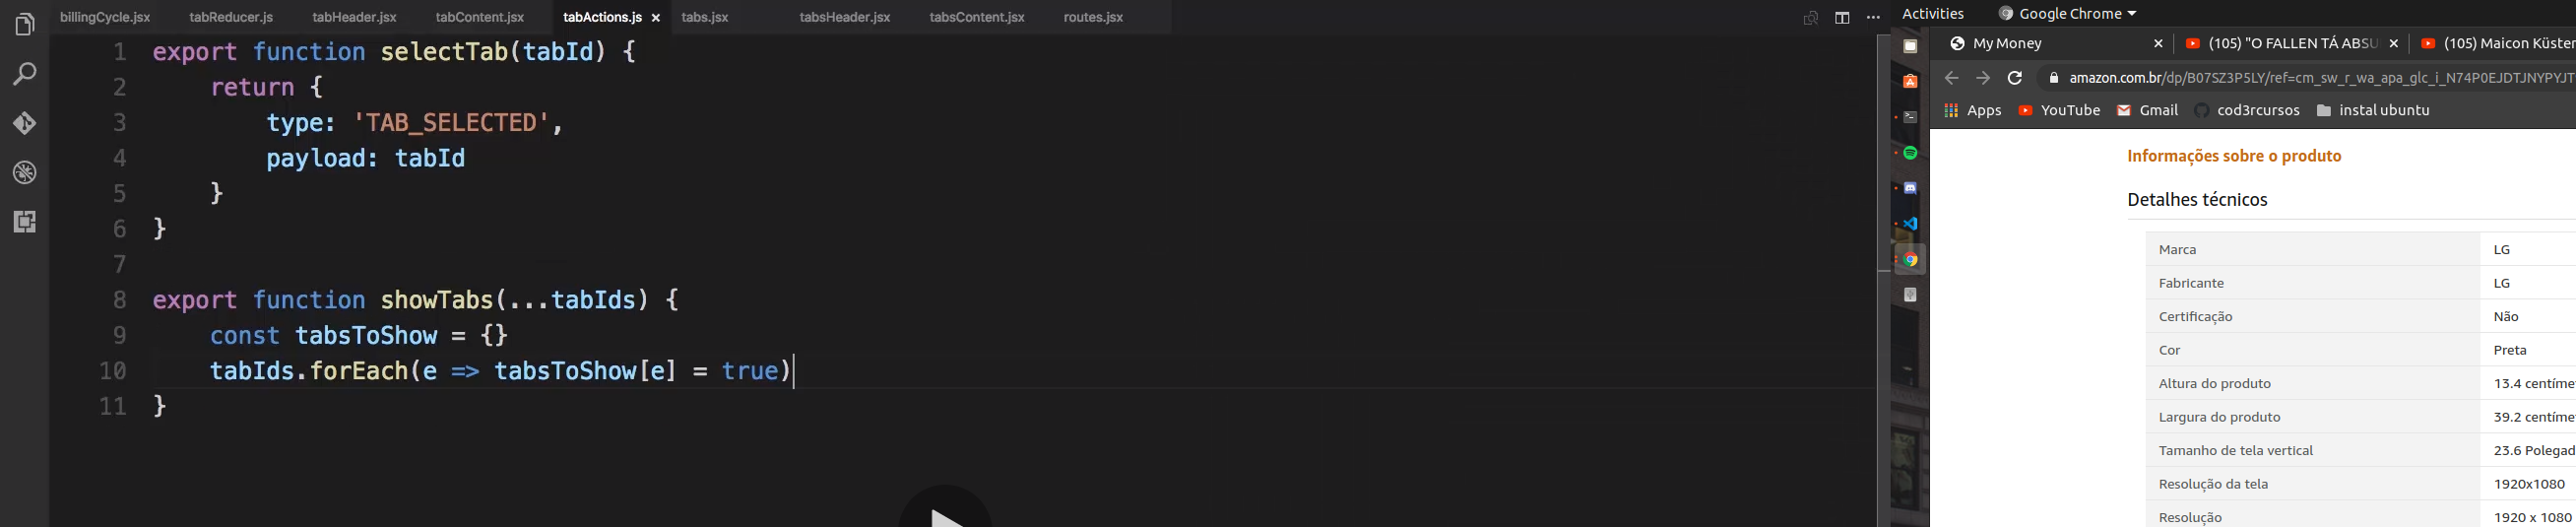 billingCycle.jsx tabReducer.js tabHeader.jsx tabContent.jsx tabActions.js × tabs.jsx tabsHeader.jsx tabsContent.jsx routes.jsx
1 export function selectTab(tabId) {
2 return {
3 type: 'TAB_SELECTED',
4 payload: tabId
5 }
6 }
7
8 export function showTabs(...tabIds) {
9 const tabsToShow = {}
10 tabIds.forEach(e => tabsToShow[e] = true)
11 }
Activities Google Chrome
My Money × (105) "O FALLEN TÁ ABSU × (105) Maicon Küster
amazon.com.br/dp/B07SZ3P5LY/ref=cm_sw_r_wa_apa_glc_i_N74P0EJDTJNYPYJT
Apps YouTube Gmail cod3rcursos instal ubuntu
Informações sobre o produto
Detalhes técnicos
Marca LG
Fabricante LG
Certificação Não
Cor Preta
Altura do produto 13.4 centíme
Largura do produto 39.2 centíme
Tamanho de tela vertical 23.6 Polegad
Resolução da tela 1920x1080
Resolução 1920 x 1080